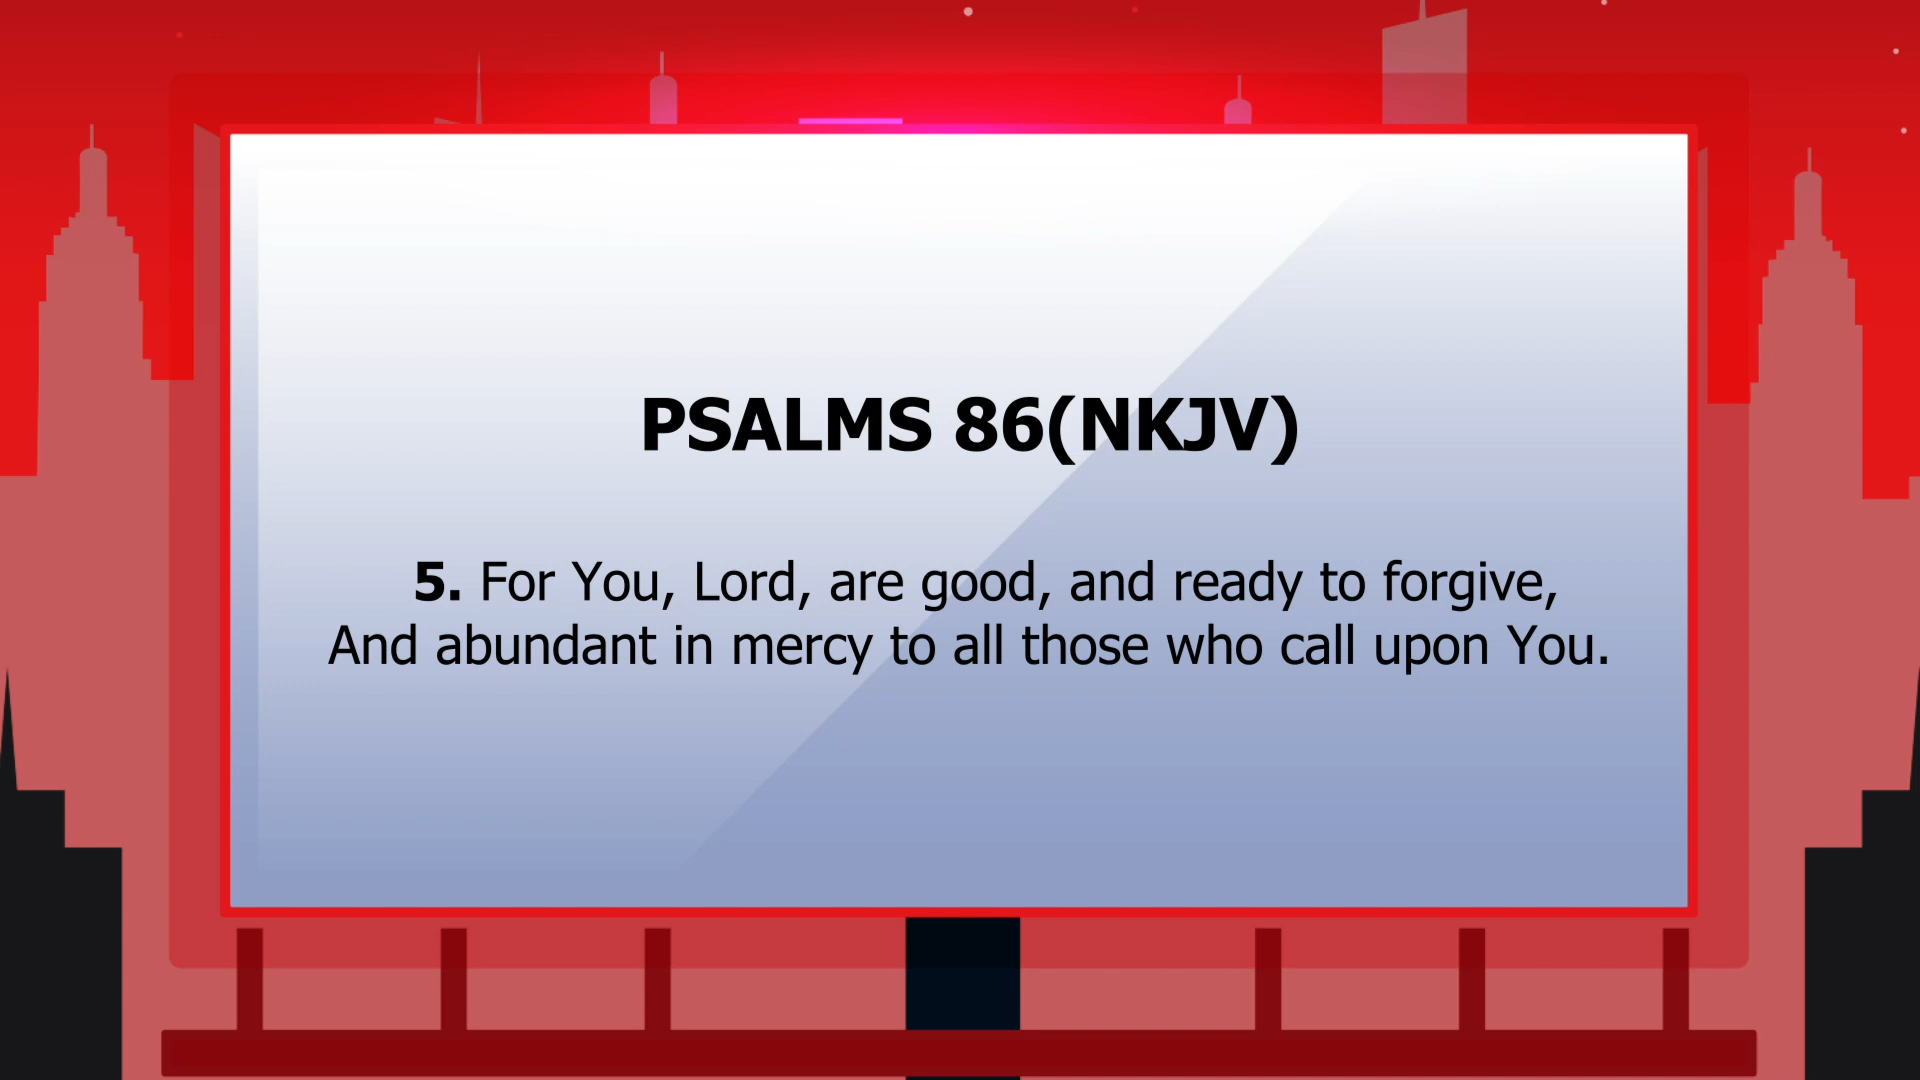 PSALMS 86(NKJV)
5. For You, Lord, are good, and ready to forgive,
And abundant in mercy to all those who call upon You.